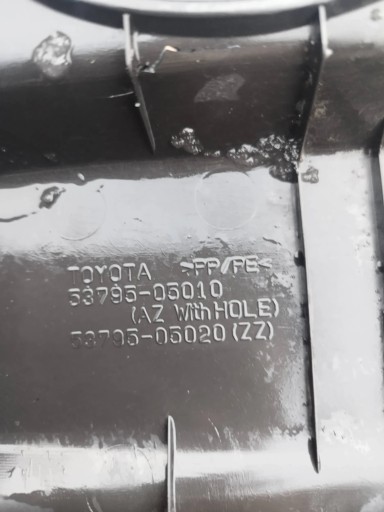 TOYOTA >PP/PE<
53795-05010
(AZ With HOLE)
53795-05020 (ZZ)